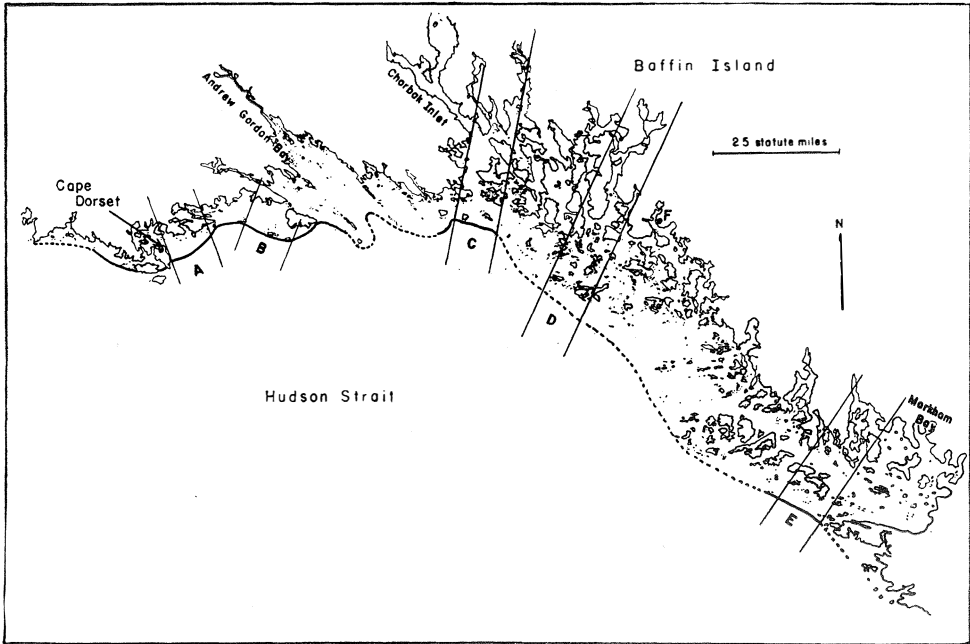 Baffin Island
Andrew
Gordon Bay
Chorbak Inlet
25 statute miles
Cape
Dorset
F
N
A
B
C
D
Hudson Strait
Markham
Bay
E